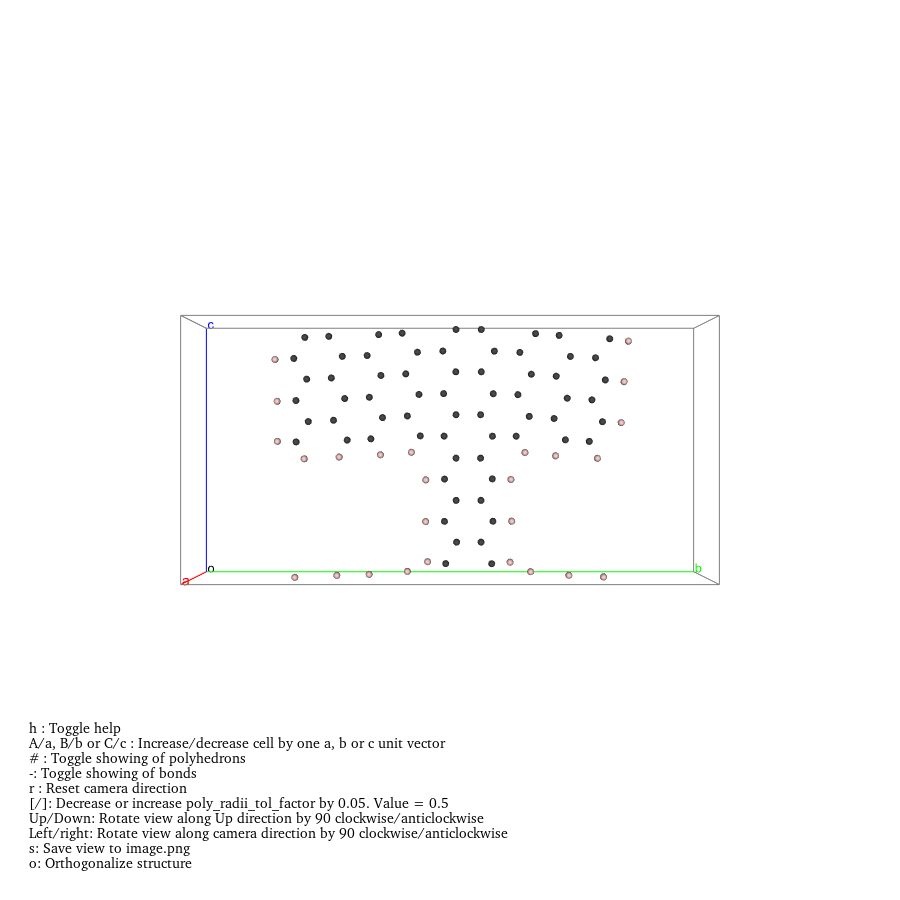 c
o
a
b
h : Toggle help
A/a, B/b or C/c : Increase/decrease cell by one a, b or c unit vector
# : Toggle showing of polyhedrons
-: Toggle showing of bonds
r : Reset camera direction
[/]: Decrease or increase poly_radii_tol_factor by 0.05. Value = 0.5
Up/Down: Rotate view along Up direction by 90 clockwise/anticlockwise
Left/right: Rotate view along camera direction by 90 clockwise/anticlockwise
s: Save view to image.png
o: Orthogonalize structure